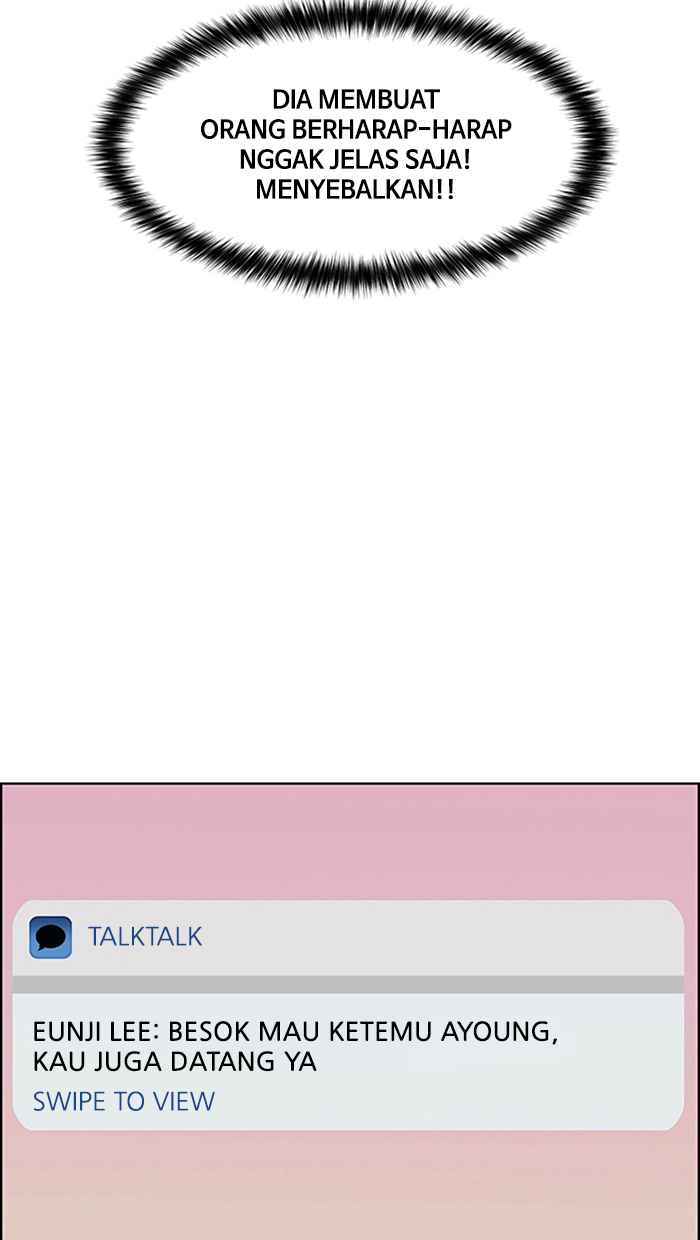 DIA MEMBUAT
ORANG BERHARAP-HARAP
NGGAK JELAS SAJA!
MENYEBALKAN!!
TALKTALK
EUNJI LEE: BESOK MAU KETEMU AYOUNG,
KAU JUGA DATANG YA
SWIPE TO VIEW